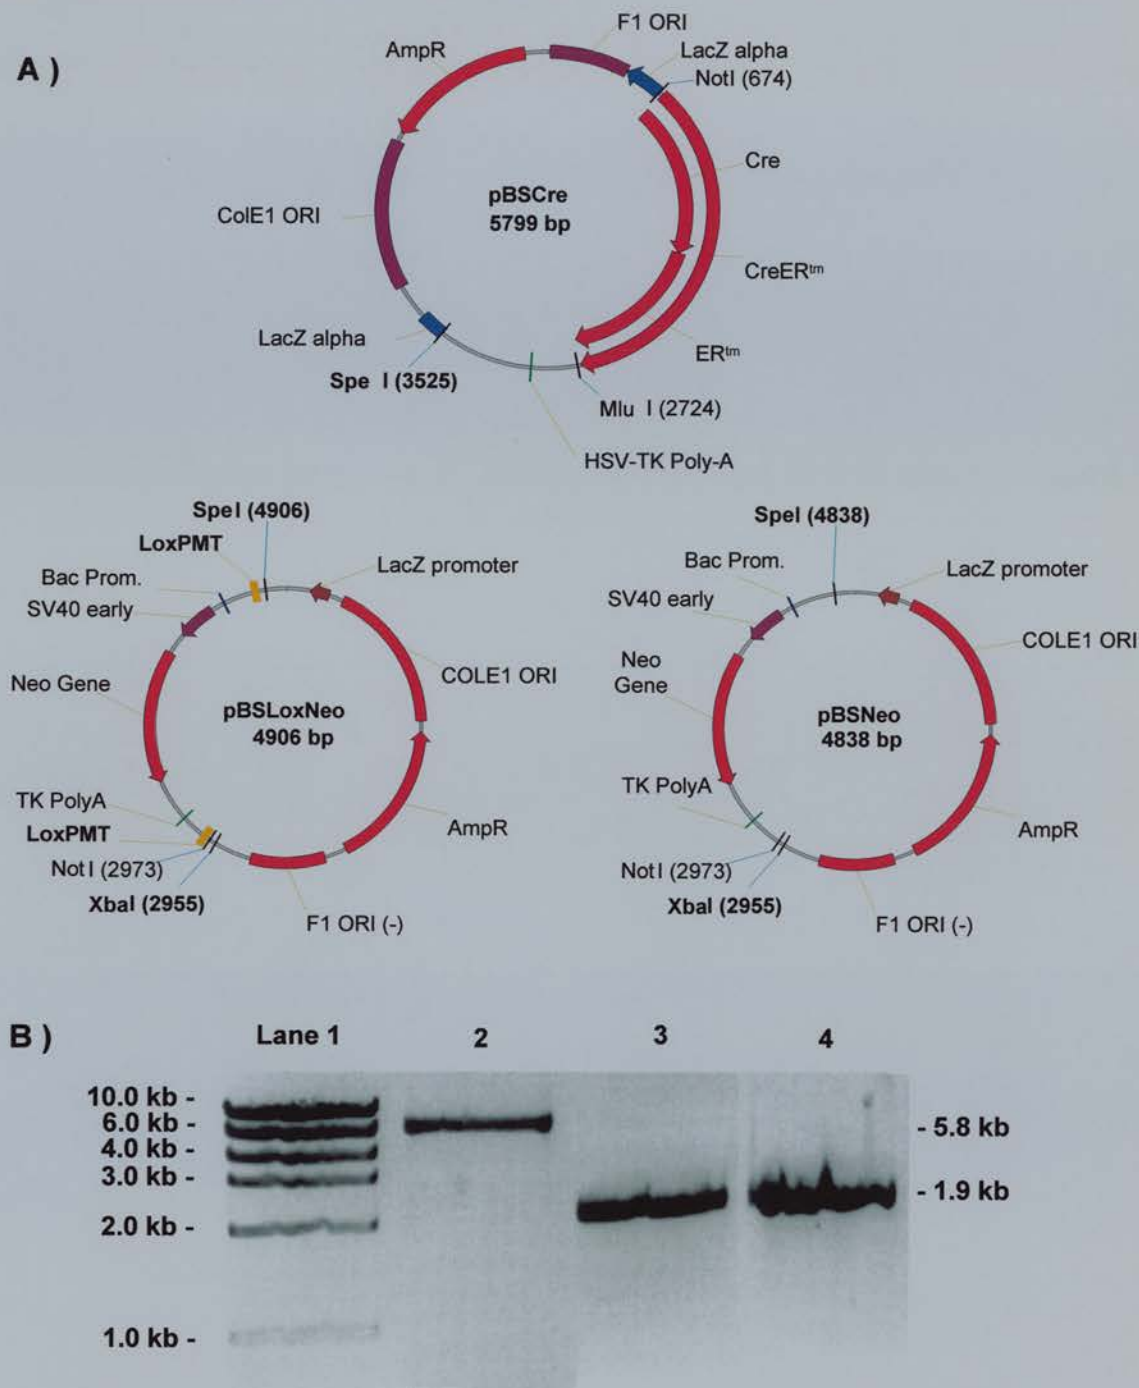 A )
F1 ORI
AmpR
LacZ alpha
NotI (674)
Cre
pBSCre
5799 bp
ColE1 ORI
CreERtm
LacZ alpha
ERtm
Spe I (3525)
Mlu I (2724)
HSV-TK Poly-A
SpeI (4906)
LoxPMT
Bac Prom.
LacZ promoter
SV40 early
COLE1 ORI
Neo Gene
pBSLoxNeo
4906 bp
TK PolyA
LoxPMT
AmpR
NotI (2973)
XbaI (2955)
F1 ORI (-)
SpeI (4838)
Bac Prom.
LacZ promoter
SV40 early
COLE1 ORI
Neo
Gene
pBSNeo
4838 bp
TK PolyA
AmpR
NotI (2973)
XbaI (2955)
F1 ORI (-)
B )
Lane 1 2 3 4
10.0 kb -
6.0 kb -
- 5.8 kb
4.0 kb -
3.0 kb -
- 1.9 kb
2.0 kb -
1.0 kb -